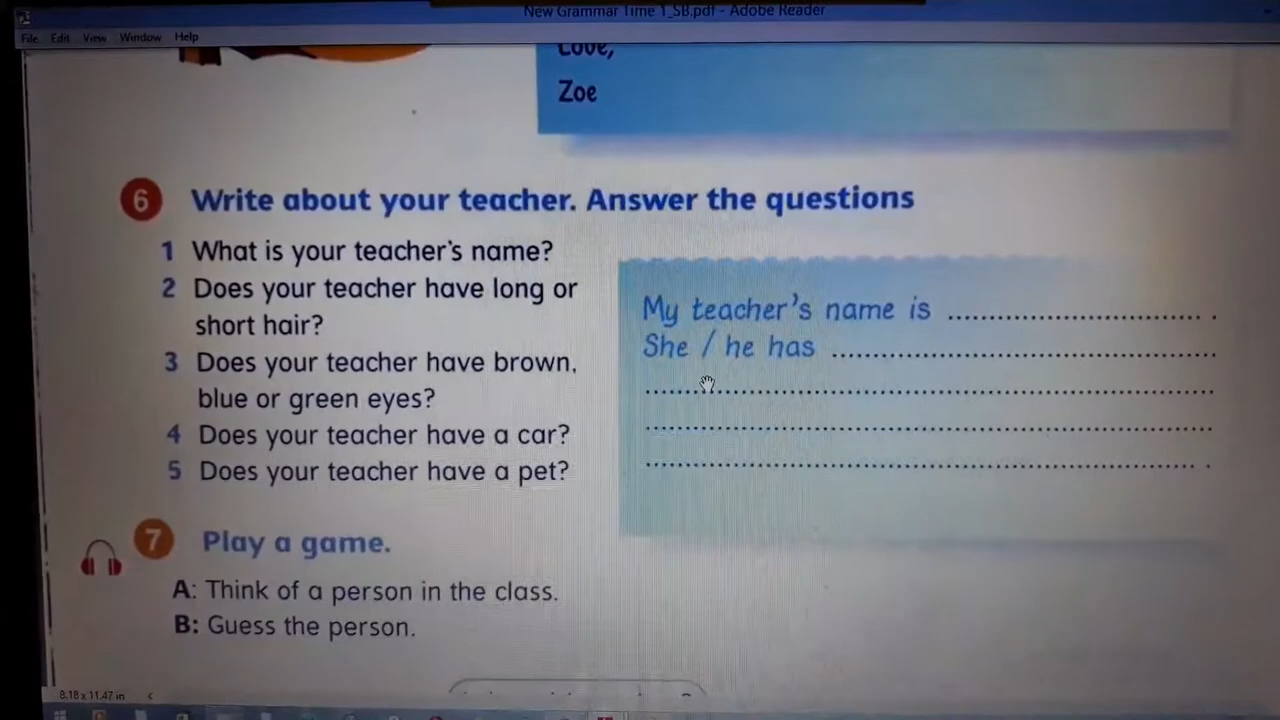 New Grammar Time 1_SB.pdf - Adobe Reader
File Edit View Window Help
Love,
Zoe
6 Write about your teacher. Answer the questions
1 What is your teacher's name?
2 Does your teacher have long or
short hair?
3 Does your teacher have brown,
blue or green eyes?
4 Does your teacher have a car?
5 Does your teacher have a pet?
My teacher's name is ................................ .
She / he has ................................................
................................................................
................................................................
............................................................. .
7 Play a game.
A: Think of a person in the class.
B: Guess the person.
8.18 x 11.47 in